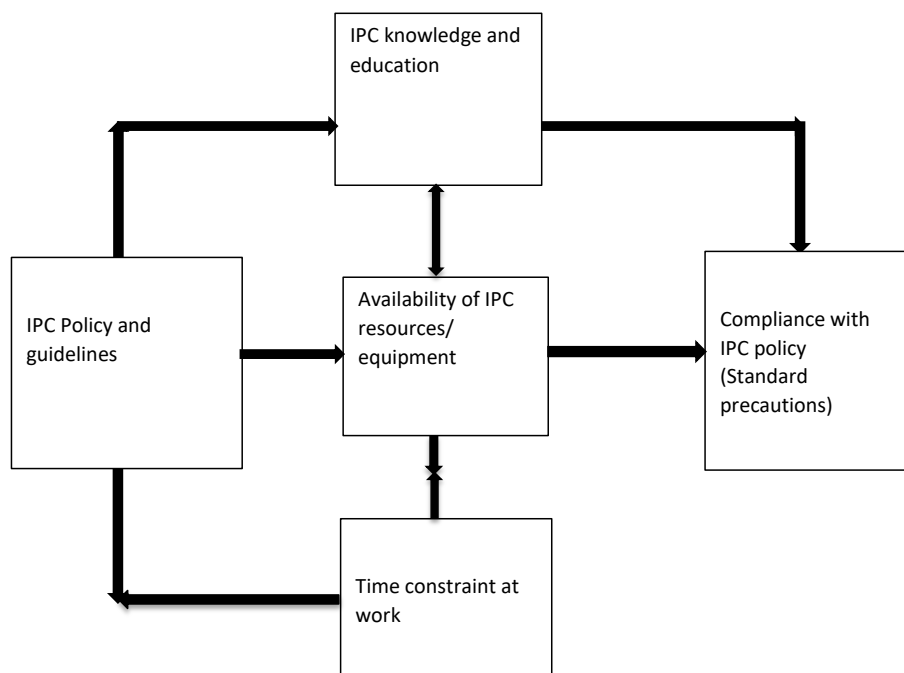 IPC knowledge and
education
IPC Policy and
guidelines
Availability of IPC
resources/
equipment
Compliance with
IPC policy
(Standard
precautions)
Time constraint at
work